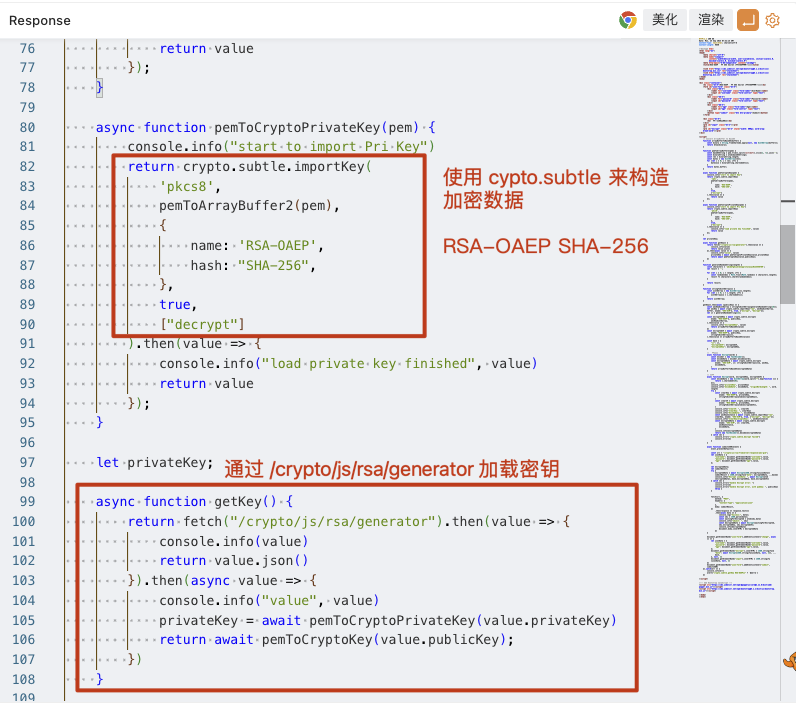 Response
美化
渲染
76 return value
77 });
78 }
79
80 async function pemToCryptoPrivateKey(pem) {
81 console.info("start to import Pri Key")
82 return crypto.subtle.importKey(
83 'pkcs8',
84 pemToArrayBuffer2(pem),
85 {
86 name: 'RSA-OAEP',
87 hash: "SHA-256",
88 },
89 true,
90 ["decrypt"]
91 ).then(value => {
92 console.info("load private key finished", value)
93 return value
94 });
95 }
96
97 let privateKey;
98
99 async function getKey() {
100 return fetch("/crypto/js/rsa/generator").then(value => {
101 console.info(value)
102 return value.json()
103 }).then(async value => {
104 console.info("value", value)
105 privateKey = await pemToCryptoPrivateKey(value.privateKey)
106 return await pemToCryptoKey(value.publicKey);
107 })
108 }
109
使用 cypto.subtle 来构造
加密数据
RSA-OAEP SHA-256
通过 /crypto/js/rsa/generator 加载密钥